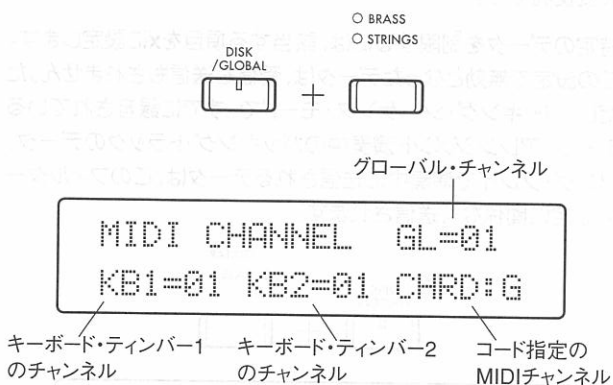 ○ BRASS
○ STRINGS
DISK
/GLOBAL
+
グローバル・チャンネル
MIDI CHANNEL GL=01
KB1=01 KB2=01 CHRD:G
キーボード・ティンバー1
のチャンネル
キーボード・ティンバー2
のチャンネル
コード指定の
MIDIチャンネル